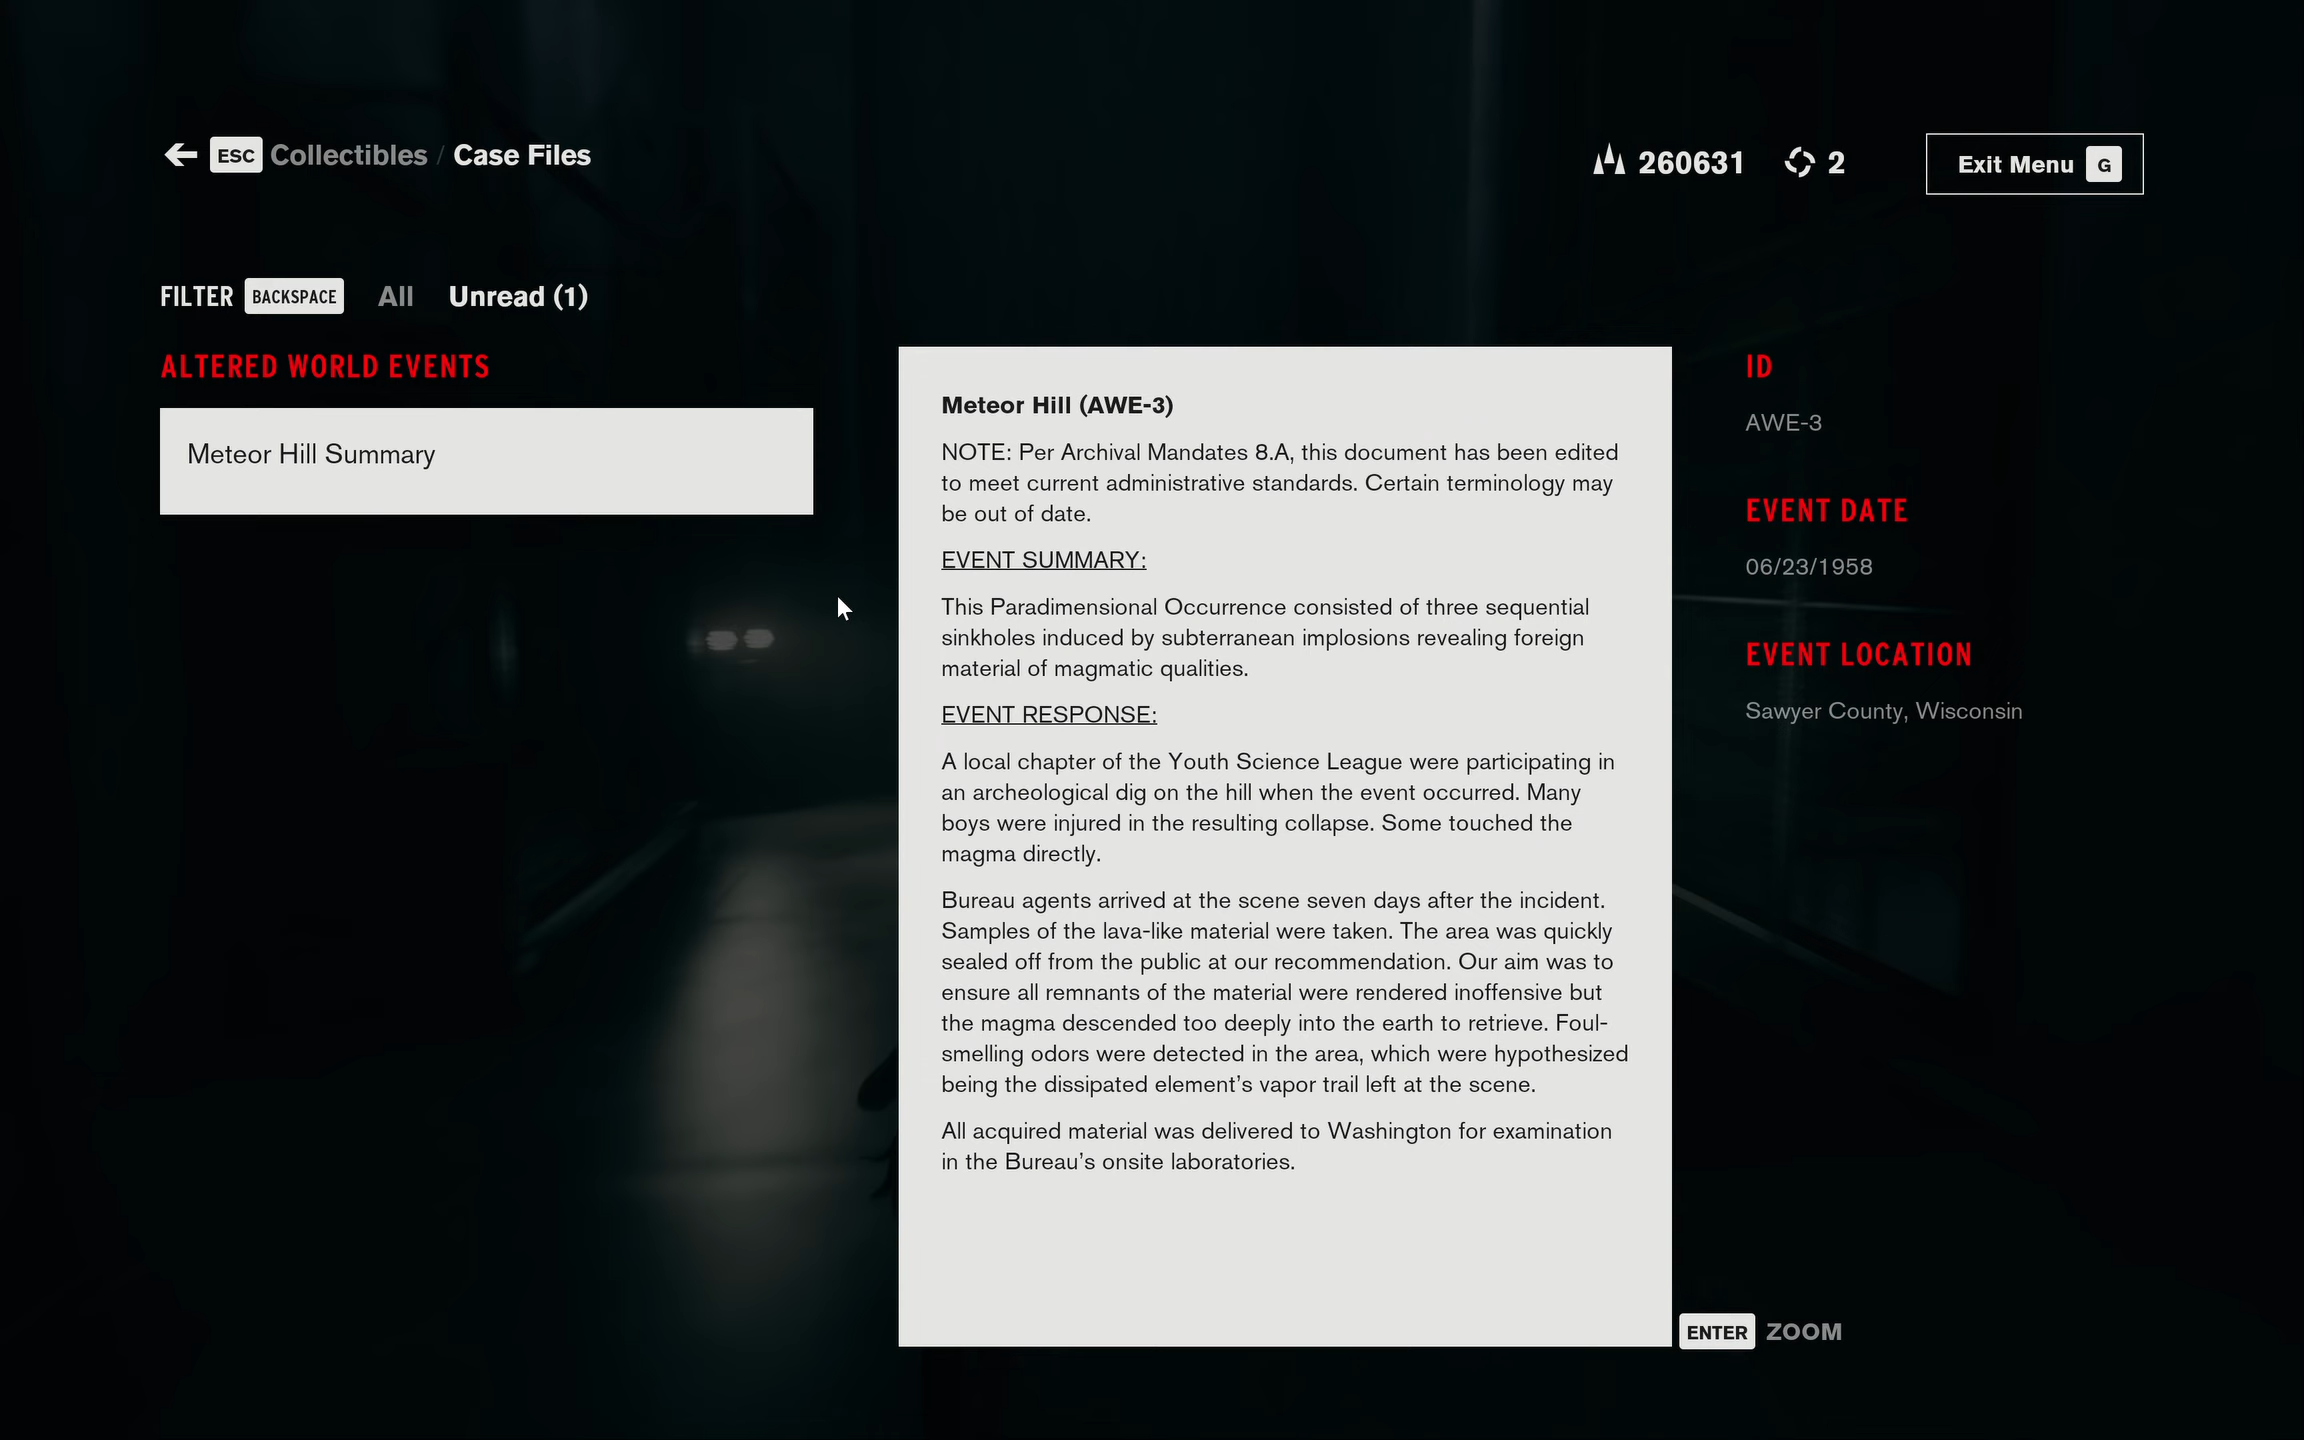 ESC Collectibles / Case Files
260631 2
Exit Menu G
FILTER BACKSPACE All Unread (1)
ALTERED WORLD EVENTS
Meteor Hill Summary
Meteor Hill (AWE-3)
NOTE: Per Archival Mandates 8.A, this document has been edited
to meet current administrative standards. Certain terminology may
be out of date.
EVENT SUMMARY:
This Paradimensional Occurrence consisted of three sequential
sinkholes induced by subterranean implosions revealing foreign
material of magmatic qualities.
EVENT RESPONSE:
A local chapter of the Youth Science League were participating in
an archeological dig on the hill when the event occurred. Many
boys were injured in the resulting collapse. Some touched the
magma directly.
Bureau agents arrived at the scene seven days after the incident.
Samples of the lava-like material were taken. The area was quickly
sealed off from the public at our recommendation. Our aim was to
ensure all remnants of the material were rendered inoffensive but
the magma descended too deeply into the earth to retrieve. Foul-
smelling odors were detected in the area, which were hypothesized
being the dissipated element's vapor trail left at the scene.
All acquired material was delivered to Washington for examination
in the Bureau's onsite laboratories.
ID
AWE-3
EVENT DATE
06/23/1958
EVENT LOCATION
Sawyer County, Wisconsin
ENTER ZOOM